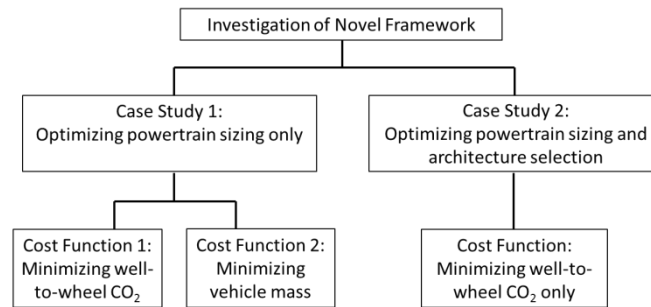 Investigation of Novel Framework
Case Study 1:
Optimizing powertrain sizing only
Case Study 2:
Optimizing powertrain sizing and
architecture selection
Cost Function 1:
Minimizing well-
to-wheel CO₂
Cost Function 2:
Minimizing
vehicle mass
Cost Function:
Minimizing well-to-
wheel CO₂ only